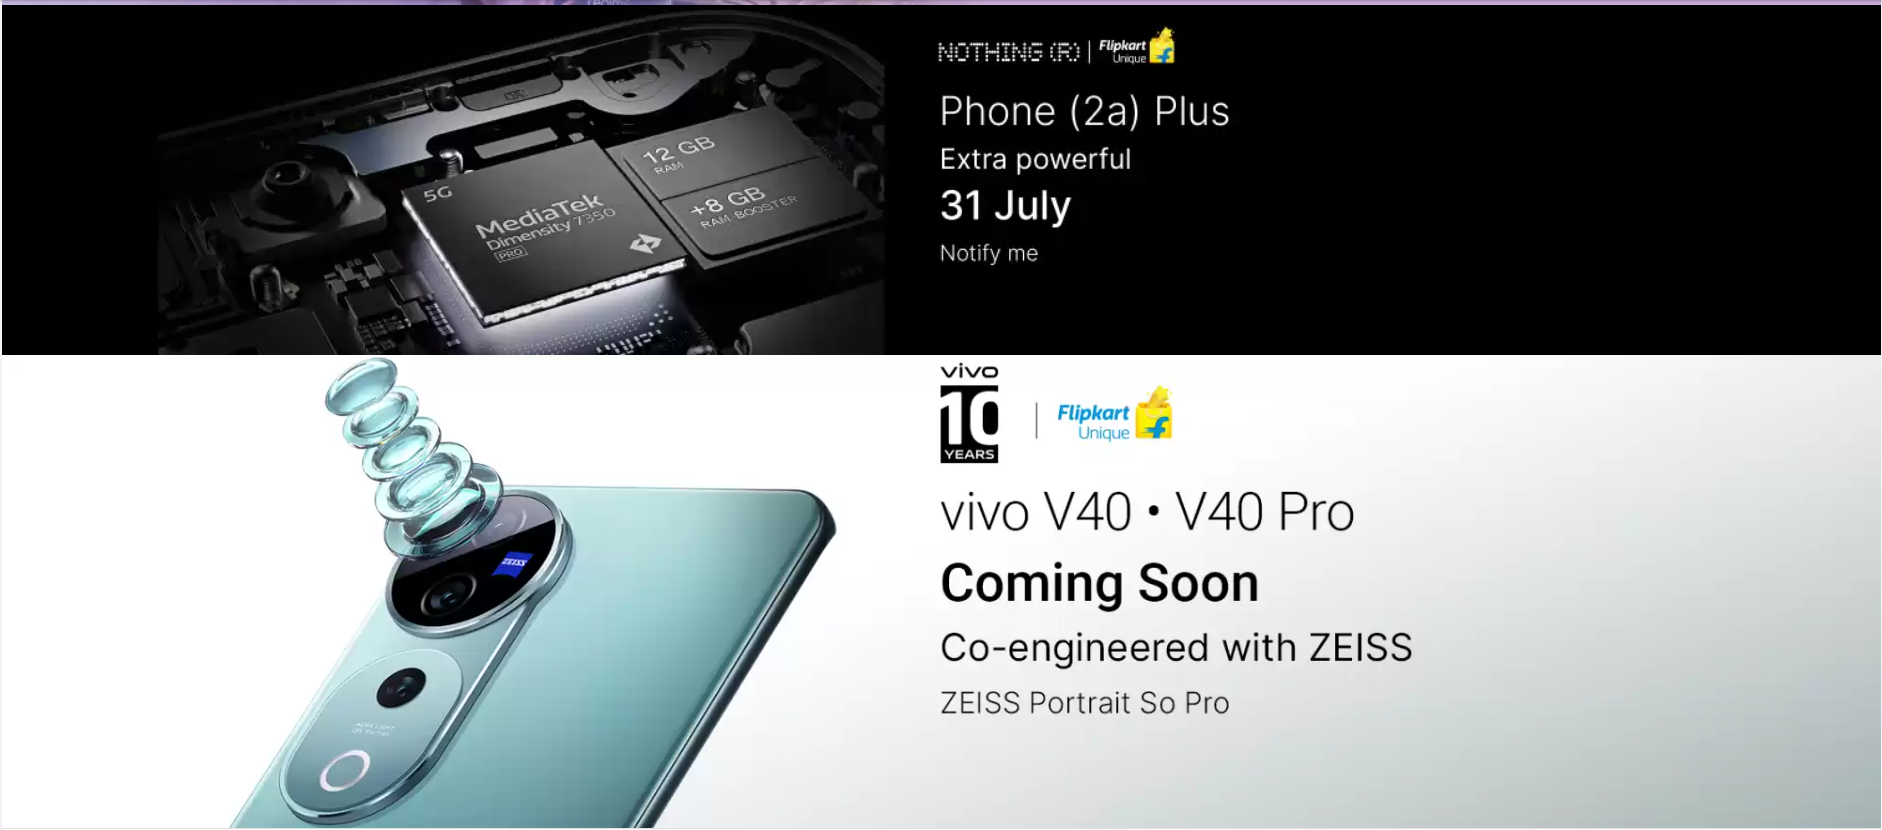 NOTHING (R) | Flipkart Unique
Phone (2a) Plus
Extra powerful
31 July
Notify me
5G
MediaTek
Dimensity 7350
PRO
12 GB
RAM
+8 GB
RAM BOOSTER
vivo
10
YEARS
Flipkart
Unique
vivo V40 • V40 Pro
Coming Soon
Co-engineered with ZEISS
ZEISS Portrait So Pro
ZEISS